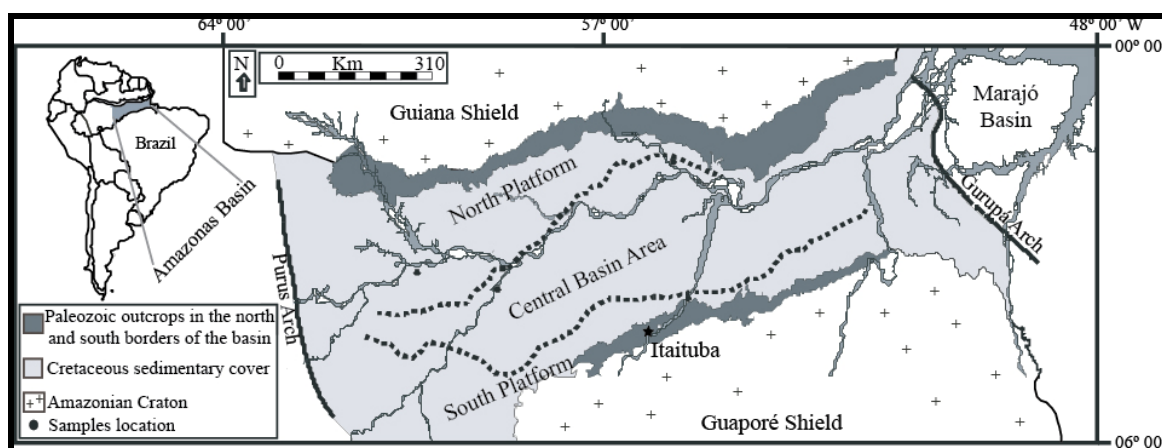 64° 00'
57° 00'
48° 00' W
00° 00'
N
0 Km 310
Guiana Shield
Marajó
Basin
Brazil
Amazonas Basin
North Platform
Gurupá Arch
Central Basin Area
Purus Arch
Paleozoic outcrops in the north
and south borders of the basin
Cretaceous sedimentary cover
Amazonian Craton
Samples location
Itaituba
South Platform
Guaporé Shield
06° 00'